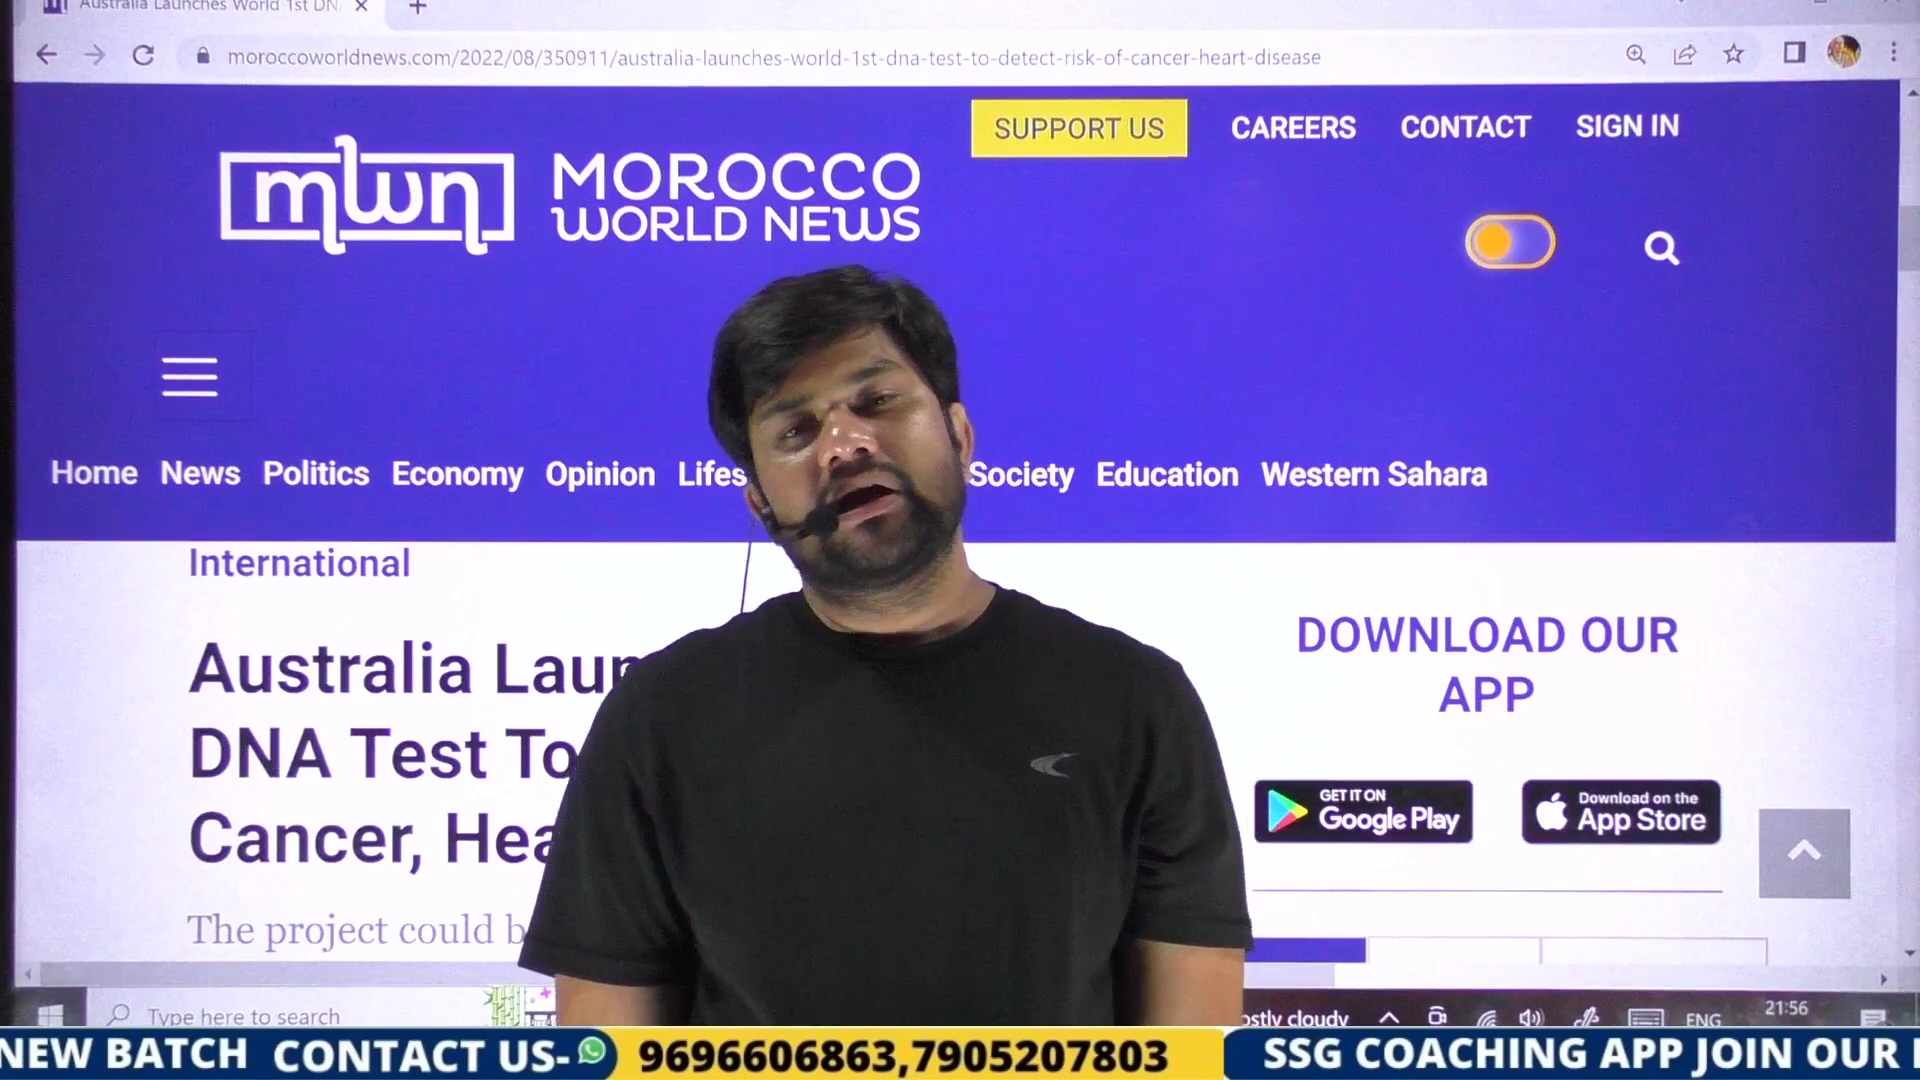 Australia Launches World 1st DN
moroccoworldnews.com/2022/08/350911/australia-launches-world-1st-dna-test-to-detect-risk-of-cancer-heart-disease
SUPPORT US CAREERS CONTACT SIGN IN
mwn MOROCCO
WORLD NEWS
Home News Politics Economy Opinion Lifes Society Education Western Sahara
International
Australia Laun
DNA Test To
Cancer, Hea
The project could b
DOWNLOAD OUR
APP
GET IT ON
Google Play
Download on the
App Store
Type here to search
ostly cloudy ENG 21:56
NEW BATCH CONTACT US- 9696606863,7905207803 SSG COACHING APP JOIN OUR